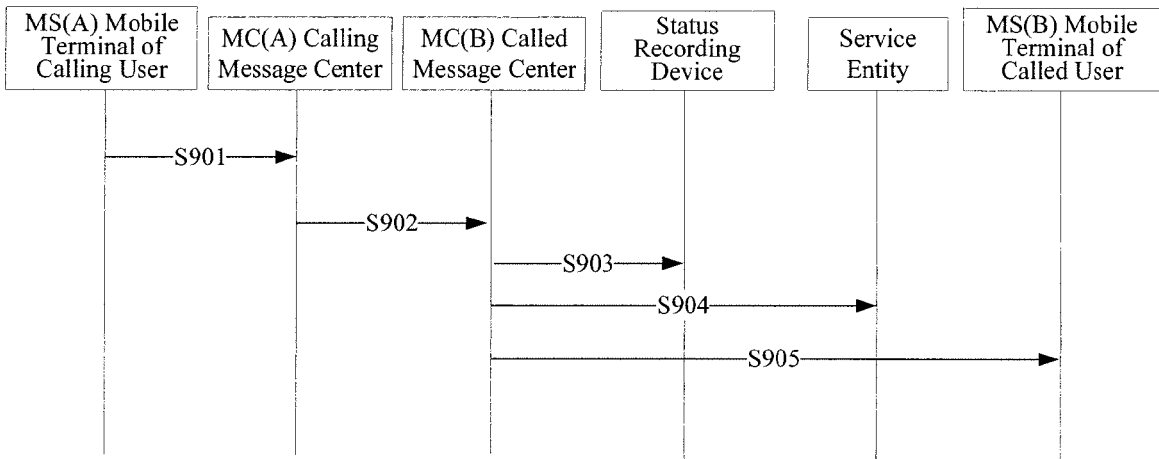 MS(A) Mobile
Terminal of
Calling User
MC(A) Calling
Message Center
MC(B) Called
Message Center
Status
Recording
Device
Service
Entity
MS(B) Mobile
Terminal of
Called User
S901
S902
S903
S904
S905